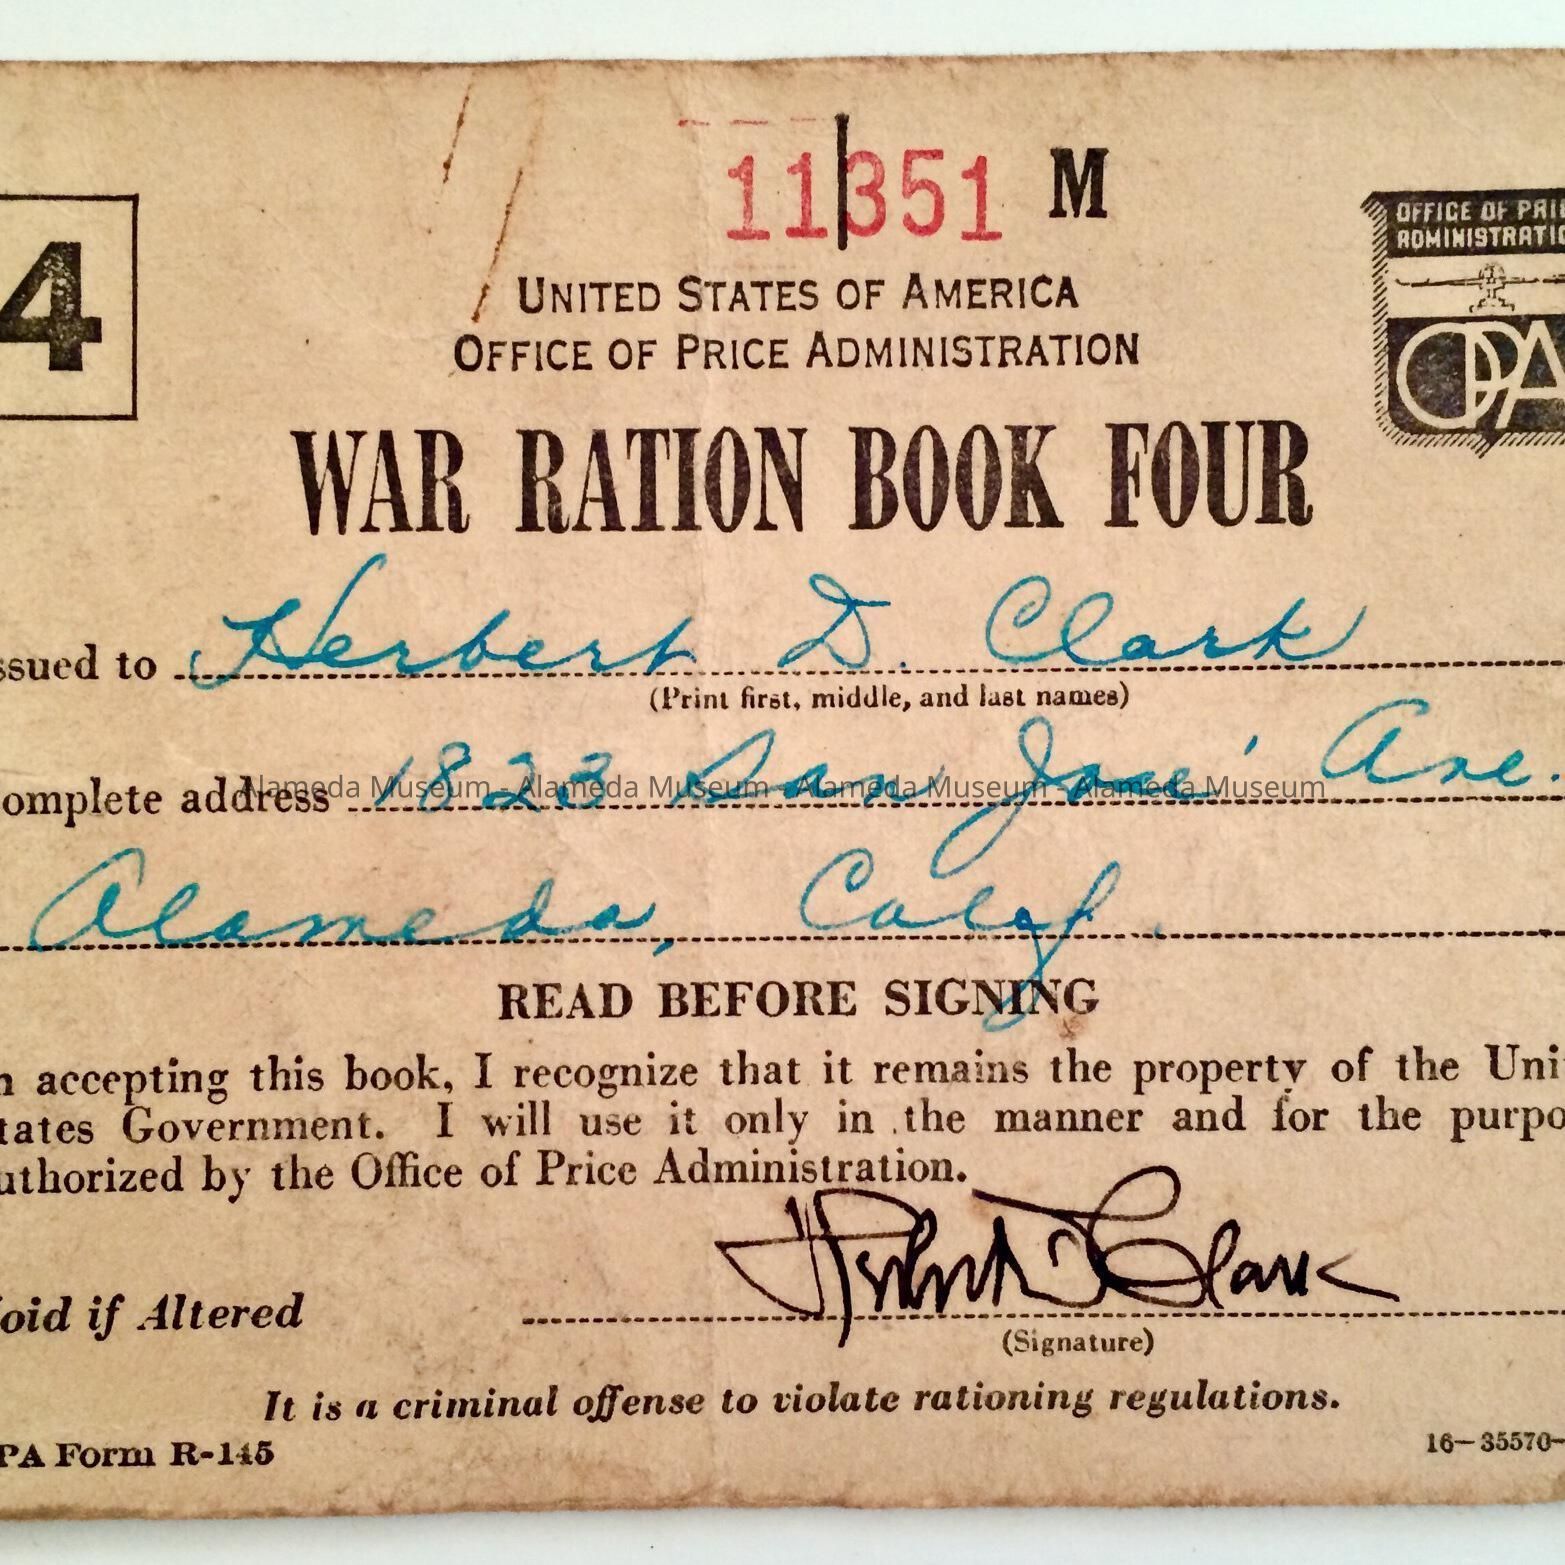 11351 M
4
OFFICE OF PRI
ADMINISTRATIO
OPA
UNITED STATES OF AMERICA
OFFICE OF PRICE ADMINISTRATION
WAR RATION BOOK FOUR
ssued to Herbert D. Clark
(Print first, middle, and last names)
omplete address 1823 San José Ave.
Alameda Museum - Alameda Museum - Alameda Museum - Alameda Museum
Alameda, Calif.
READ BEFORE SIGNING
n accepting this book, I recognize that it remains the property of the Uni
tates Government. I will use it only in the manner and for the purpo
uthorized by the Office of Price Administration.
oid if Altered Herbert D Clark
(Signature)
It is a criminal offense to violate rationing regulations.
PA Form R-145 16-35570-